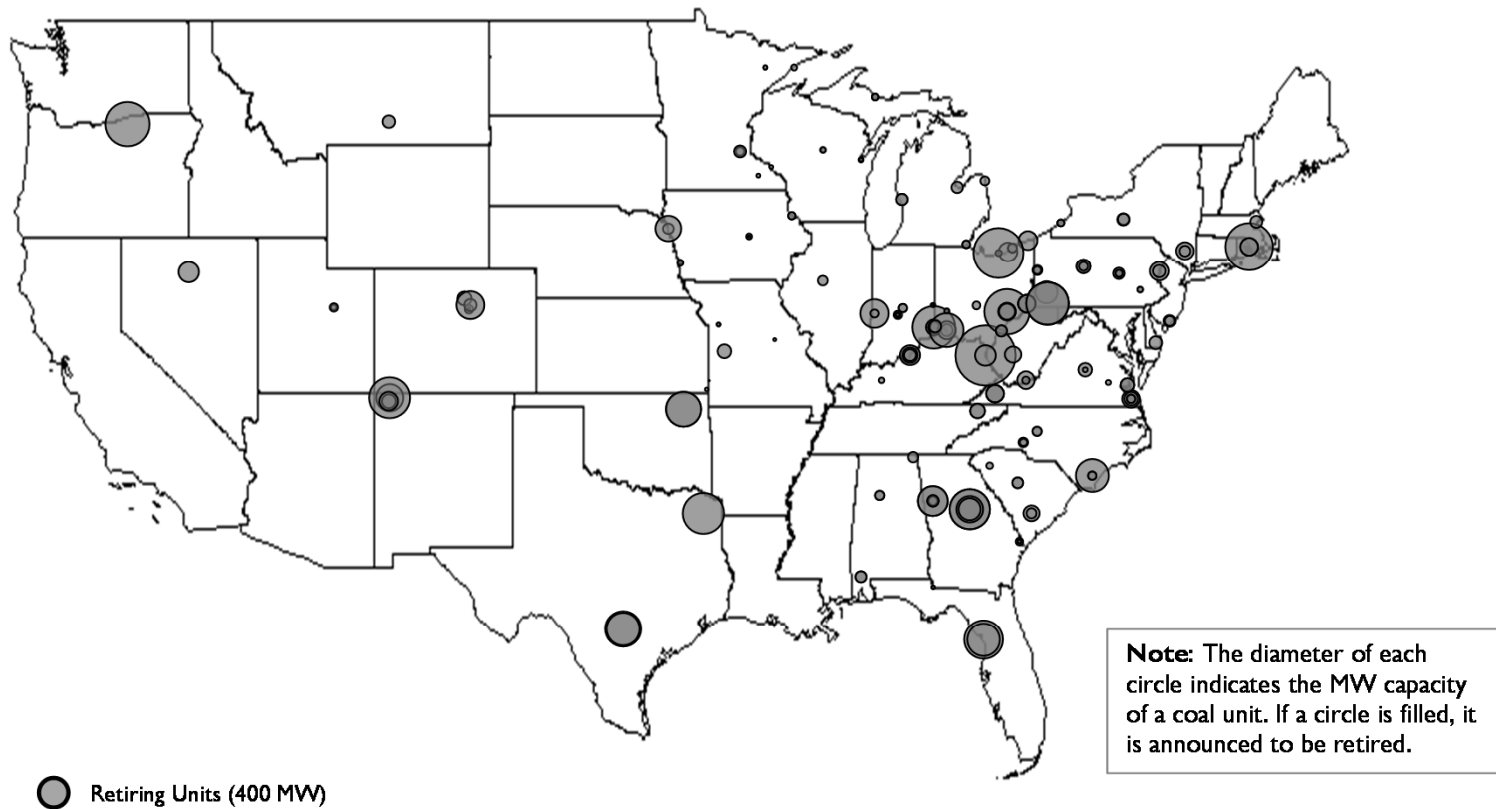 Note: The diameter of each
circle indicates the MW capacity
of a coal unit. If a circle is filled, it
is announced to be retired.
Retiring Units (400 MW)